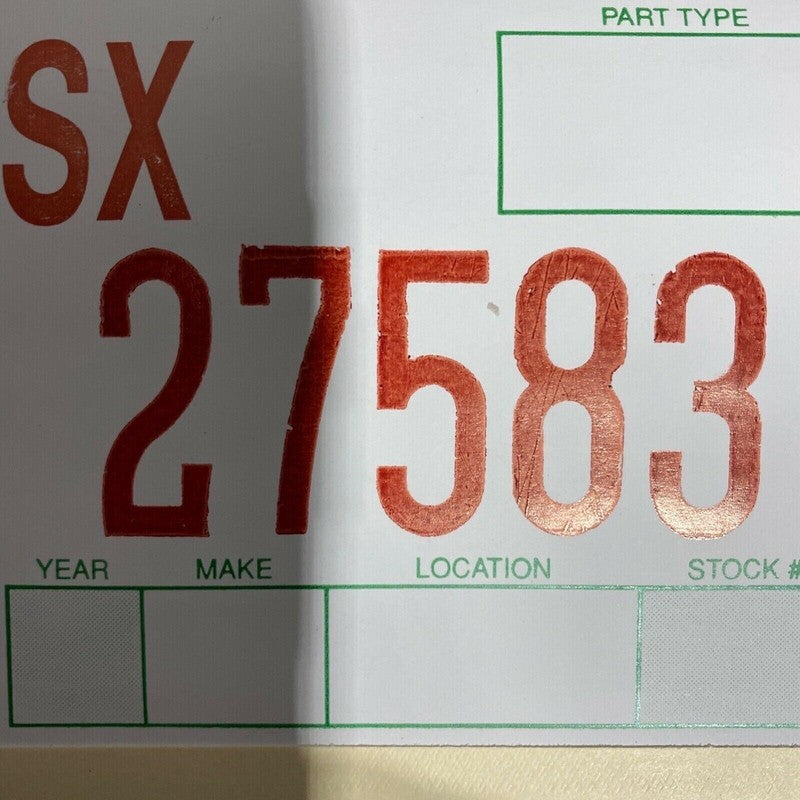 PART TYPE
SX
27583
YEAR MAKE LOCATION STOCK #